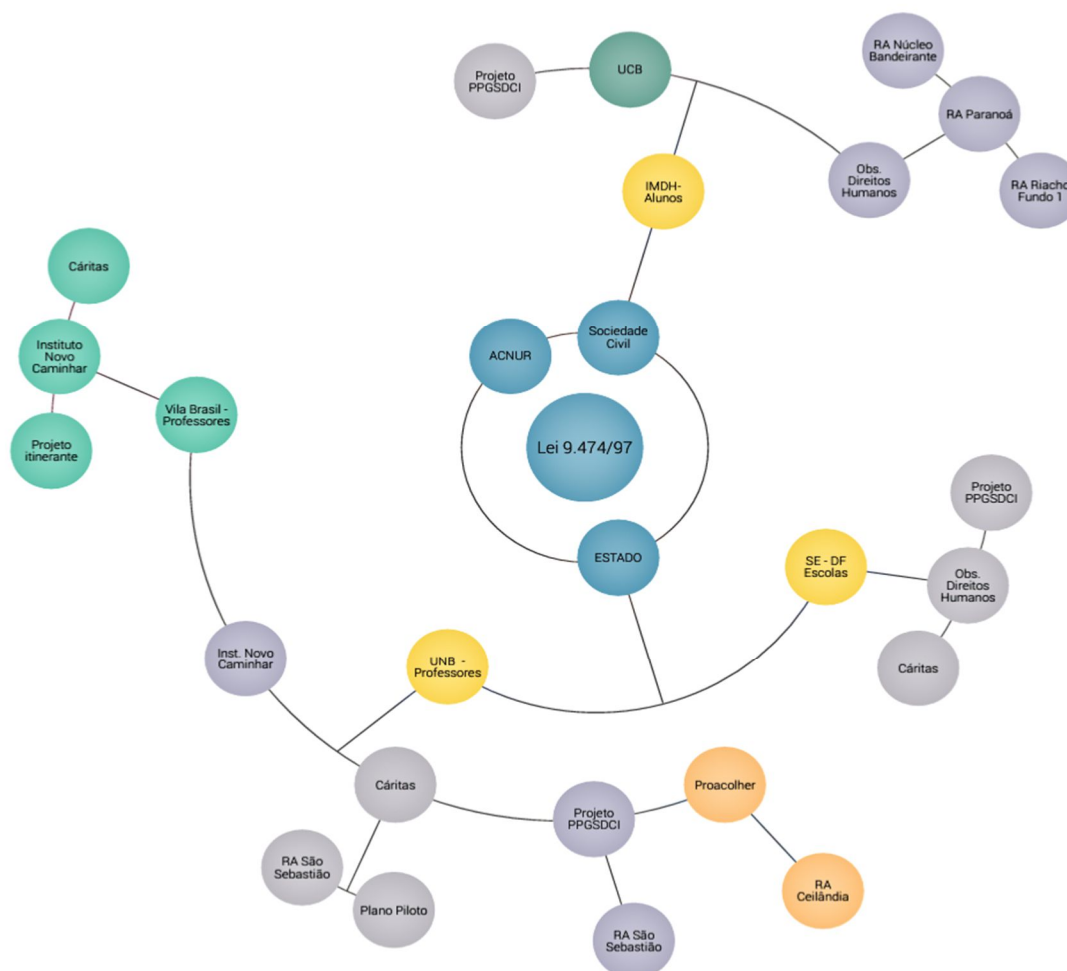 Projeto
PPGSDCI
UCB
RA Núcleo
Bandeirante
RA Paranoá
RA Riacho
Fundo 1
Obs.
Direitos
Humanos
IMDH-
Alunos
Cáritas
Instituto
Novo
Caminhar
Projeto
itinerante
Vila Brasil -
Professores
ACNUR
Sociedade
Civil
Lei 9.474/97
ESTADO
SE - DF
Escolas
Projeto
PPGSDCI
Obs.
Direitos
Humanos
Cáritas
Inst. Novo
Caminhar
UNB -
Professores
Cáritas
RA São
Sebastião
Plano Piloto
Projeto
PPGSDCI
RA São
Sebastião
Proacolher
RA
Ceilândia